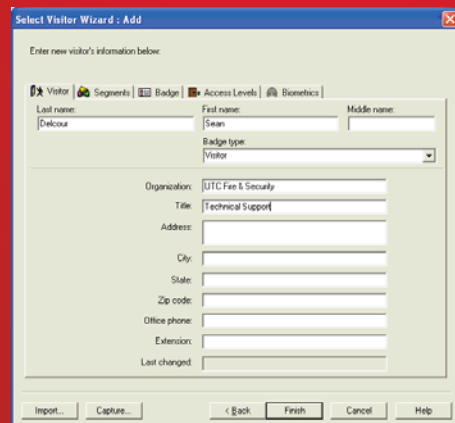 Select Visitor Wizard : Add
Enter new visitor's information below:
Visitor Segments Badge Access Levels Biometrics
Last name: First name: Middle name:
Delcour Sean
Badge type:
Visitor
Organization: UTC Fire & Security
Title: Technical Support
Address:
City:
State:
Zip code:
Office phone:
Extension:
Last changed:
Import... Capture... < Back Finish Cancel Help